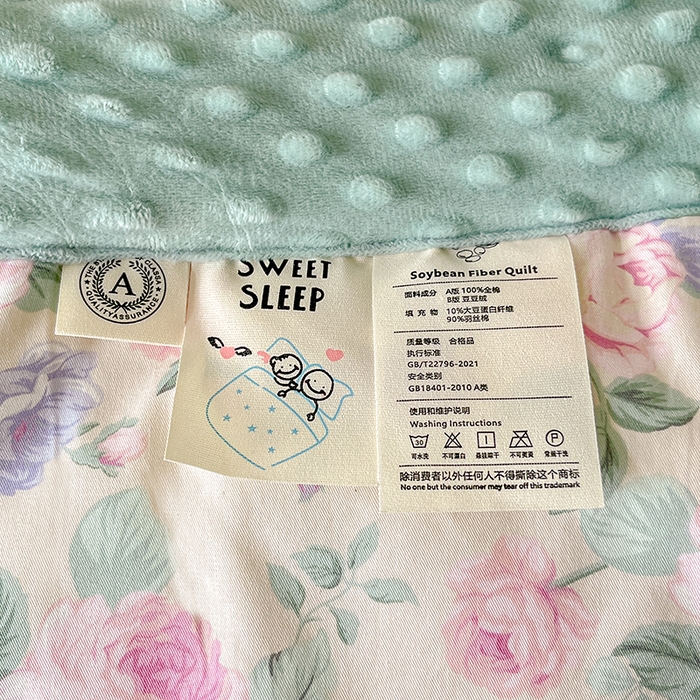 A
QUALITY ASSURANCE
SWEET
SLEEP
Soybean Fiber Quilt
面料成分 A版 100%全棉
B版 豆豆绒
填充物 10%大豆蛋白纤维
90%羽丝棉
质量等级 合格品
执行标准
GB/T22796-2021
安全类别
GB18401-2010 A类
使用和维护说明
Washing Instructions
30 P
可水洗 不可漂白 悬挂晾干 不可熨烫 常规干洗
除消费者以外任何人不得撕除这个商标
No one but the consumer may tear off this trademark